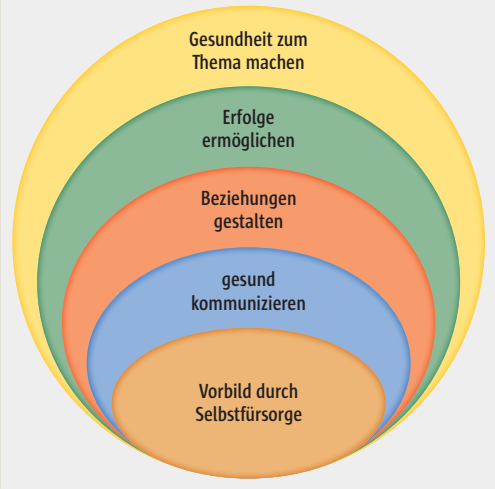 Gesundheit zum
Thema machen
Erfolge
ermöglichen
Beziehungen
gestalten
gesund
kommunizieren
Vorbild durch
Selbstfürsorge